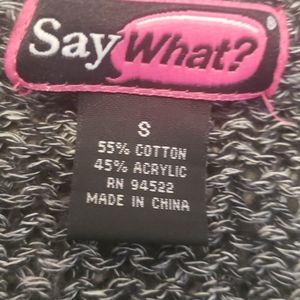 Say What?®
S
55% COTTON
45% ACRYLIC
RN 94522
MADE IN CHINA